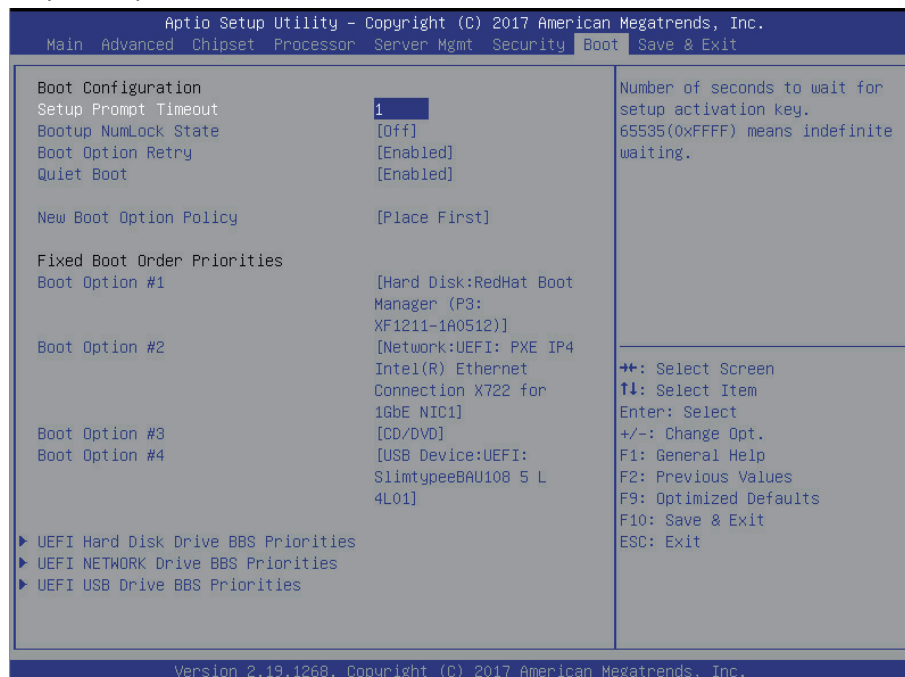 Aptio Setup Utility – Copyright (C) 2017 American Megatrends, Inc.
Main Advanced Chipset Processor Server Mgmt Security Boot Save & Exit
Boot Configuration
Setup Prompt Timeout 1
Bootup NumLock State [Off]
Boot Option Retry [Enabled]
Quiet Boot [Enabled]
New Boot Option Policy [Place First]
Fixed Boot Order Priorities
Boot Option #1 [Hard Disk:RedHat Boot
Manager (P3:
XF1211-1A0512)]
Boot Option #2 [Network:UEFI: PXE IP4
Intel(R) Ethernet
Connection X722 for
1GbE NIC1]
Boot Option #3 [CD/DVD]
Boot Option #4 [USB Device:UEFI:
SlimtypeeBAU108 5 L
4L01]
UEFI Hard Disk Drive BBS Priorities
UEFI NETWORK Drive BBS Priorities
UEFI USB Drive BBS Priorities
Number of seconds to wait for
setup activation key.
65535(0xFFFF) means indefinite
waiting.
→←: Select Screen
↑↓: Select Item
Enter: Select
+/-: Change Opt.
F1: General Help
F2: Previous Values
F9: Optimized Defaults
F10: Save & Exit
ESC: Exit
Version 2.19.1268. Copyright (C) 2017 American Megatrends, Inc.